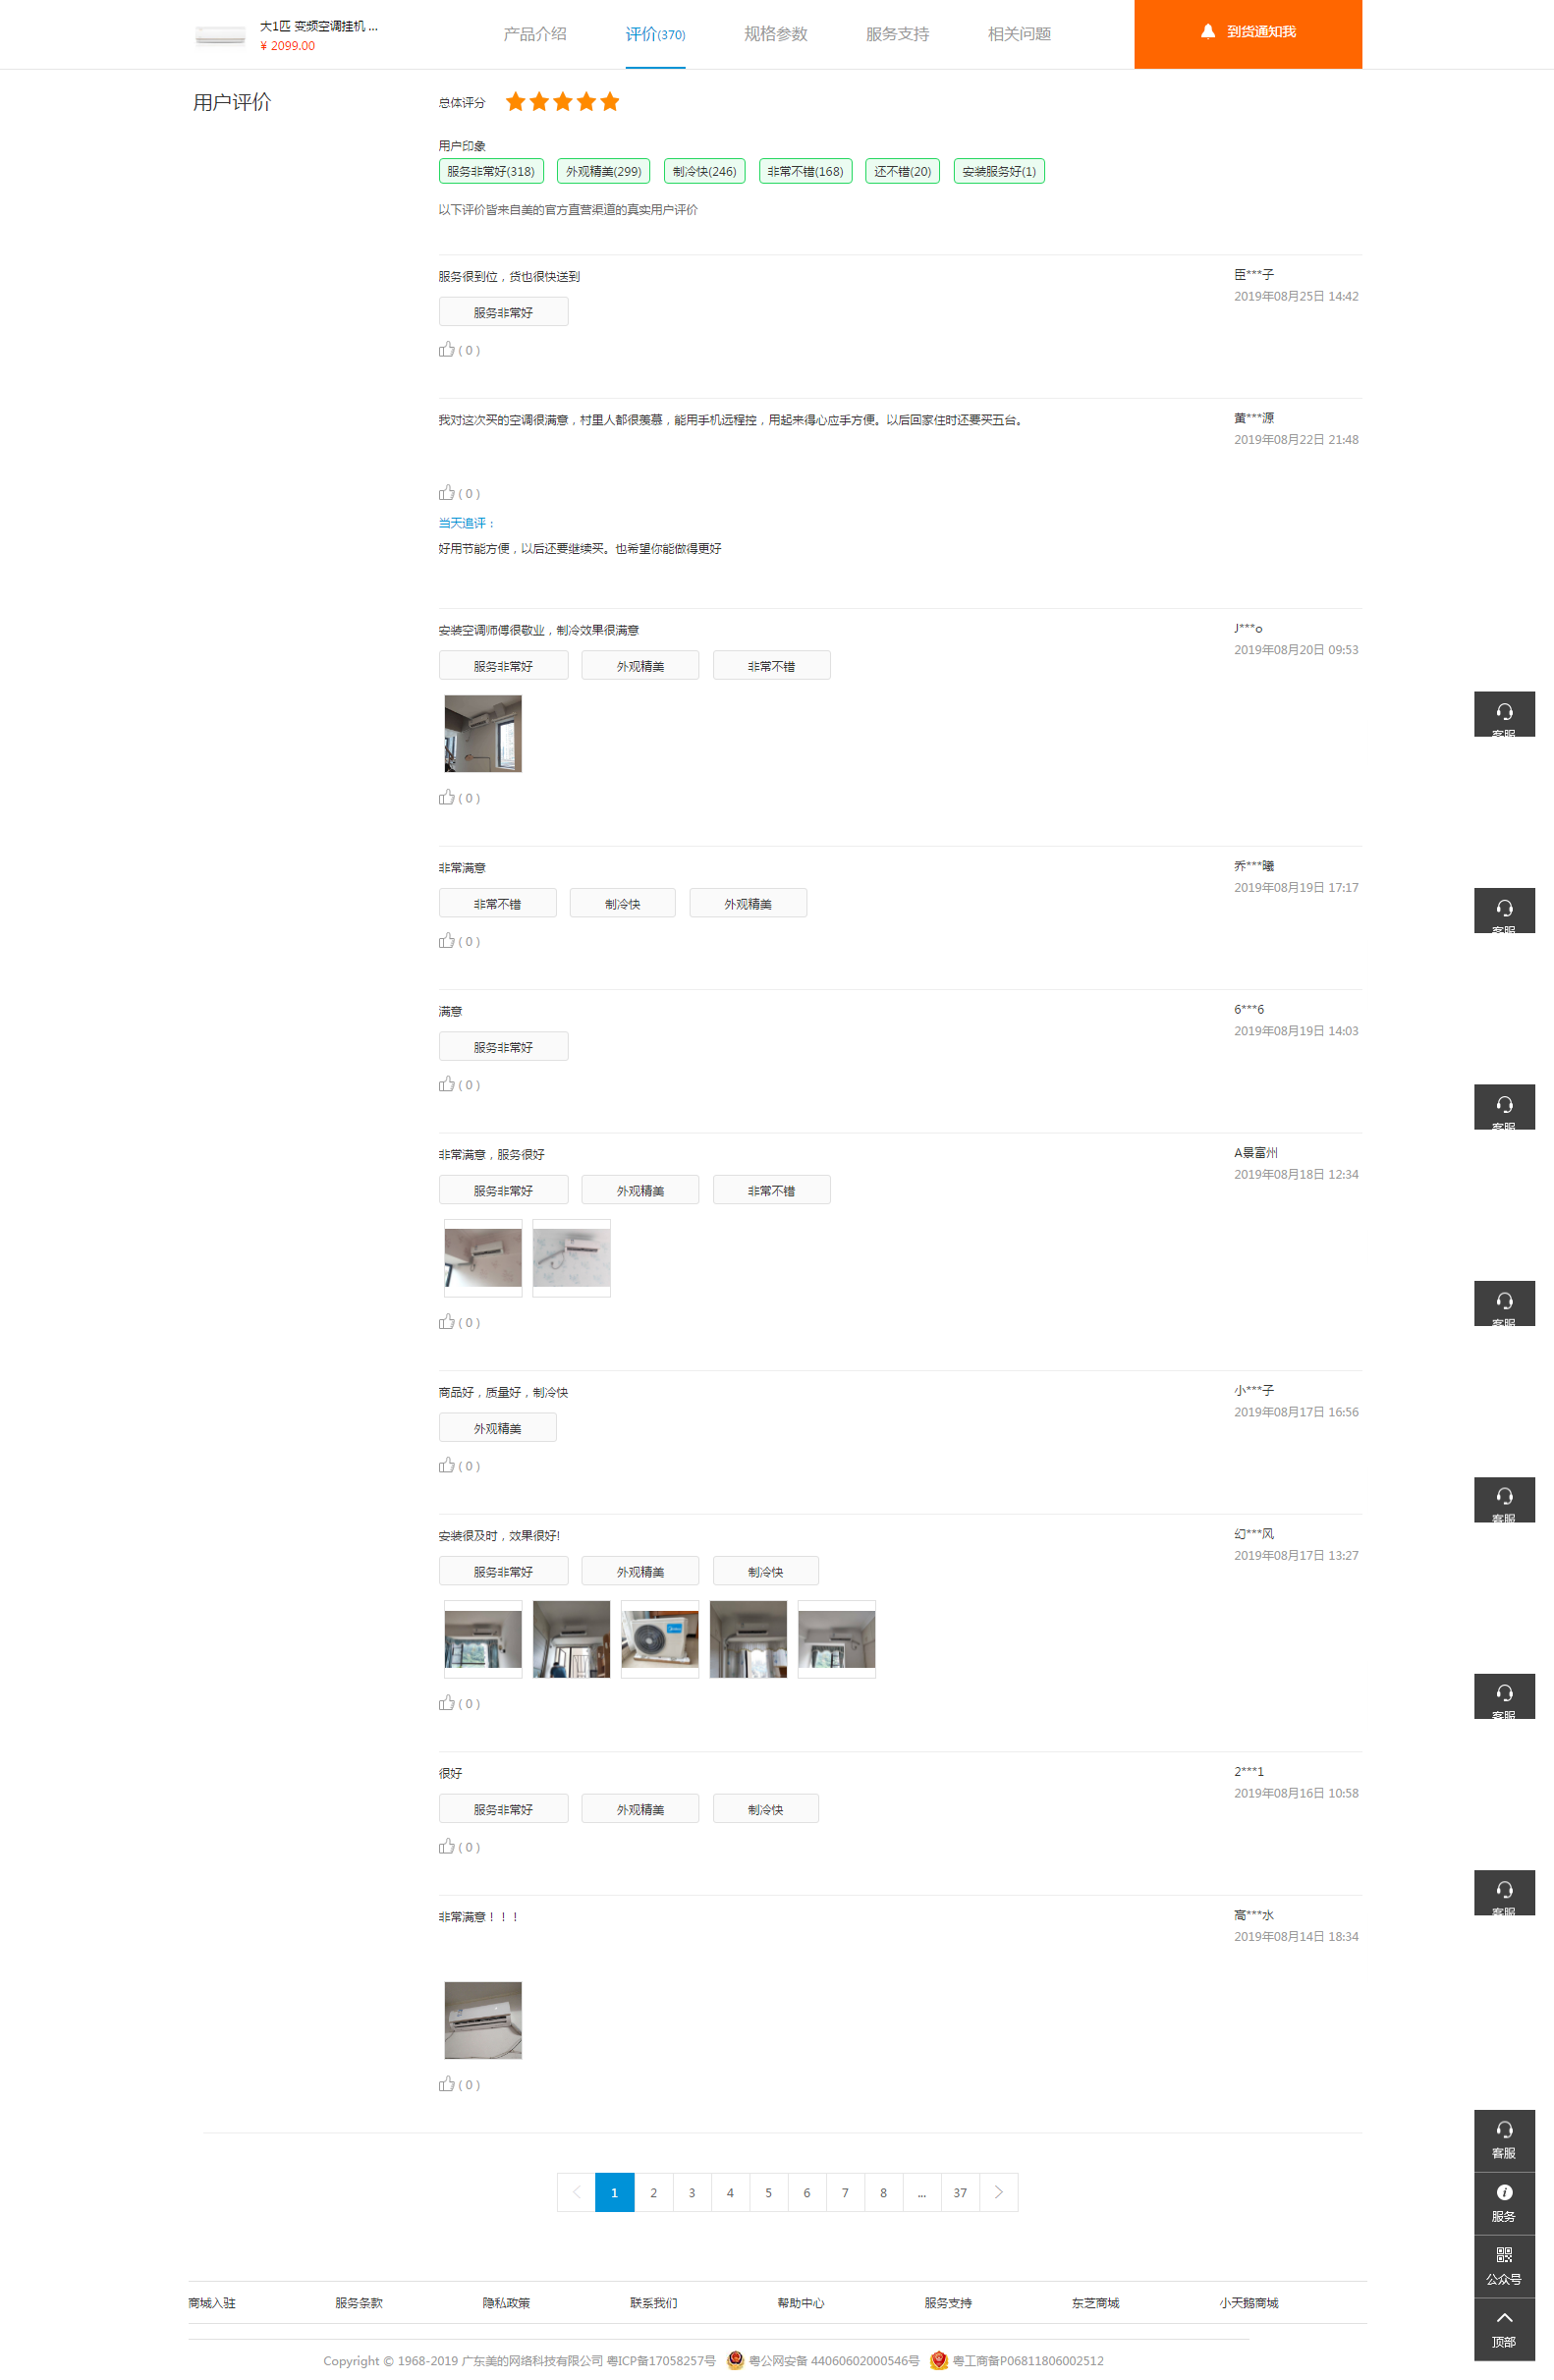 大1匹 变频空调挂机 ...
¥ 2099.00
产品介绍
评价(370)
规格参数
服务支持
相关问题
到货通知我
用户评价
总体评分
用户印象
服务非常好(318) 外观精美(299) 制冷快(246) 非常不错(168) 还不错(20) 安装服务好(1)
以下评价皆来自美的官方直营渠道的真实用户评价
服务很到位，货也很快送到
臣***子
2019年08月25日 14:42
服务非常好
( 0 )
我对这次买的空调很满意，村里人都很羡慕，能用手机远程控，用起来得心应手方便。以后回家住时还要买五台。
***源
2019年08月22日 21:48
( 0 )
当天追评：
好用节能方便，以后还要继续买。也希望你能做得更好
安装空调师傅很敬业，制冷效果很满意
J***o
2019年08月20日 09:53
服务非常好 外观精美 非常不错
( 0 )
客服
非常满意
乔***曦
2019年08月19日 17:17
非常不错 制冷快 外观精美
( 0 )
客服
满意
6***6
2019年08月19日 14:03
服务非常好
( 0 )
客服
非常满意，服务很好
A景富州
2019年08月18日 12:34
服务非常好 外观精美 非常不错
( 0 )
客服
商品好，质量好，制冷快
小***子
2019年08月17日 16:56
外观精美
( 0 )
客服
安装很及时，效果很好!
幻***风
2019年08月17日 13:27
服务非常好 外观精美 制冷快
( 0 )
客服
很好
2***1
2019年08月16日 10:58
服务非常好 外观精美 制冷快
( 0 )
客服
非常满意！！！
高***水
2019年08月14日 18:34
( 0 )
1 2 3 4 5 6 7 8 ... 37
客服
服务
公众号
顶部
商城入驻 服务条款 隐私政策 联系我们 帮助中心 服务支持 东芝商城 小天鹅商城
Copyright © 1968-2019 广东美的网络科技有限公司 粤ICP备17058257号 粤公网安备 44060602000546号 粤工商备P06811806002512